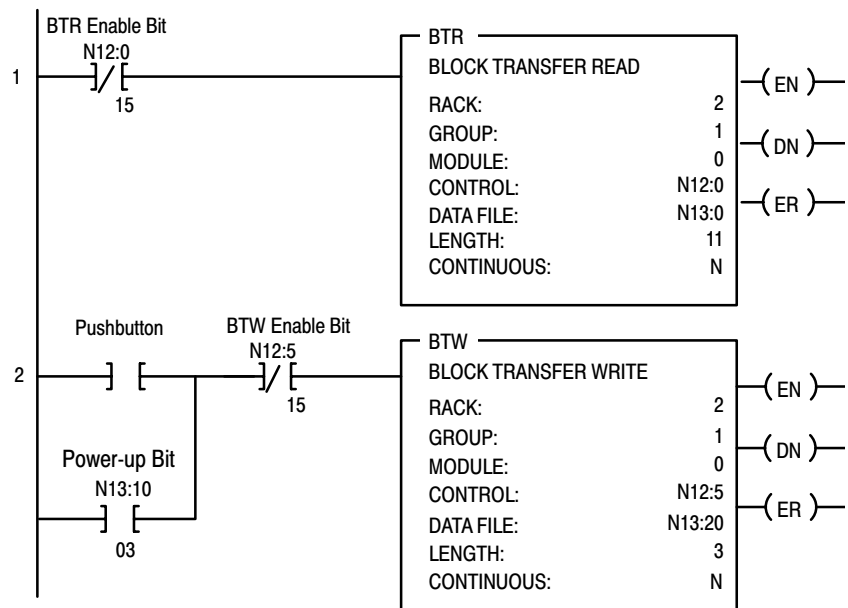 BTR Enable Bit
N12:0
15
1
BTR
BLOCK TRANSFER READ
RACK: 2
GROUP: 1
MODULE: 0
CONTROL: N12:0
DATA FILE: N13:0
LENGTH: 11
CONTINUOUS: N
EN
DN
ER
Pushbutton
BTW Enable Bit
N12:5
15
2
Power-up Bit
N13:10
03
BTW
BLOCK TRANSFER WRITE
RACK: 2
GROUP: 1
MODULE: 0
CONTROL: N12:5
DATA FILE: N13:20
LENGTH: 3
CONTINUOUS: N
EN
DN
ER